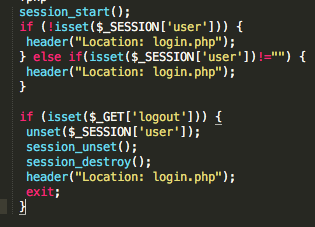 session_start();
if (!isset($_SESSION['user'])) {
header("Location: login.php");
} else if(isset($_SESSION['user'])!="") {
header("Location: login.php");
}
if (isset($_GET['logout'])) {
unset($_SESSION['user']);
session_unset();
session_destroy();
header("Location: login.php");
exit;
}